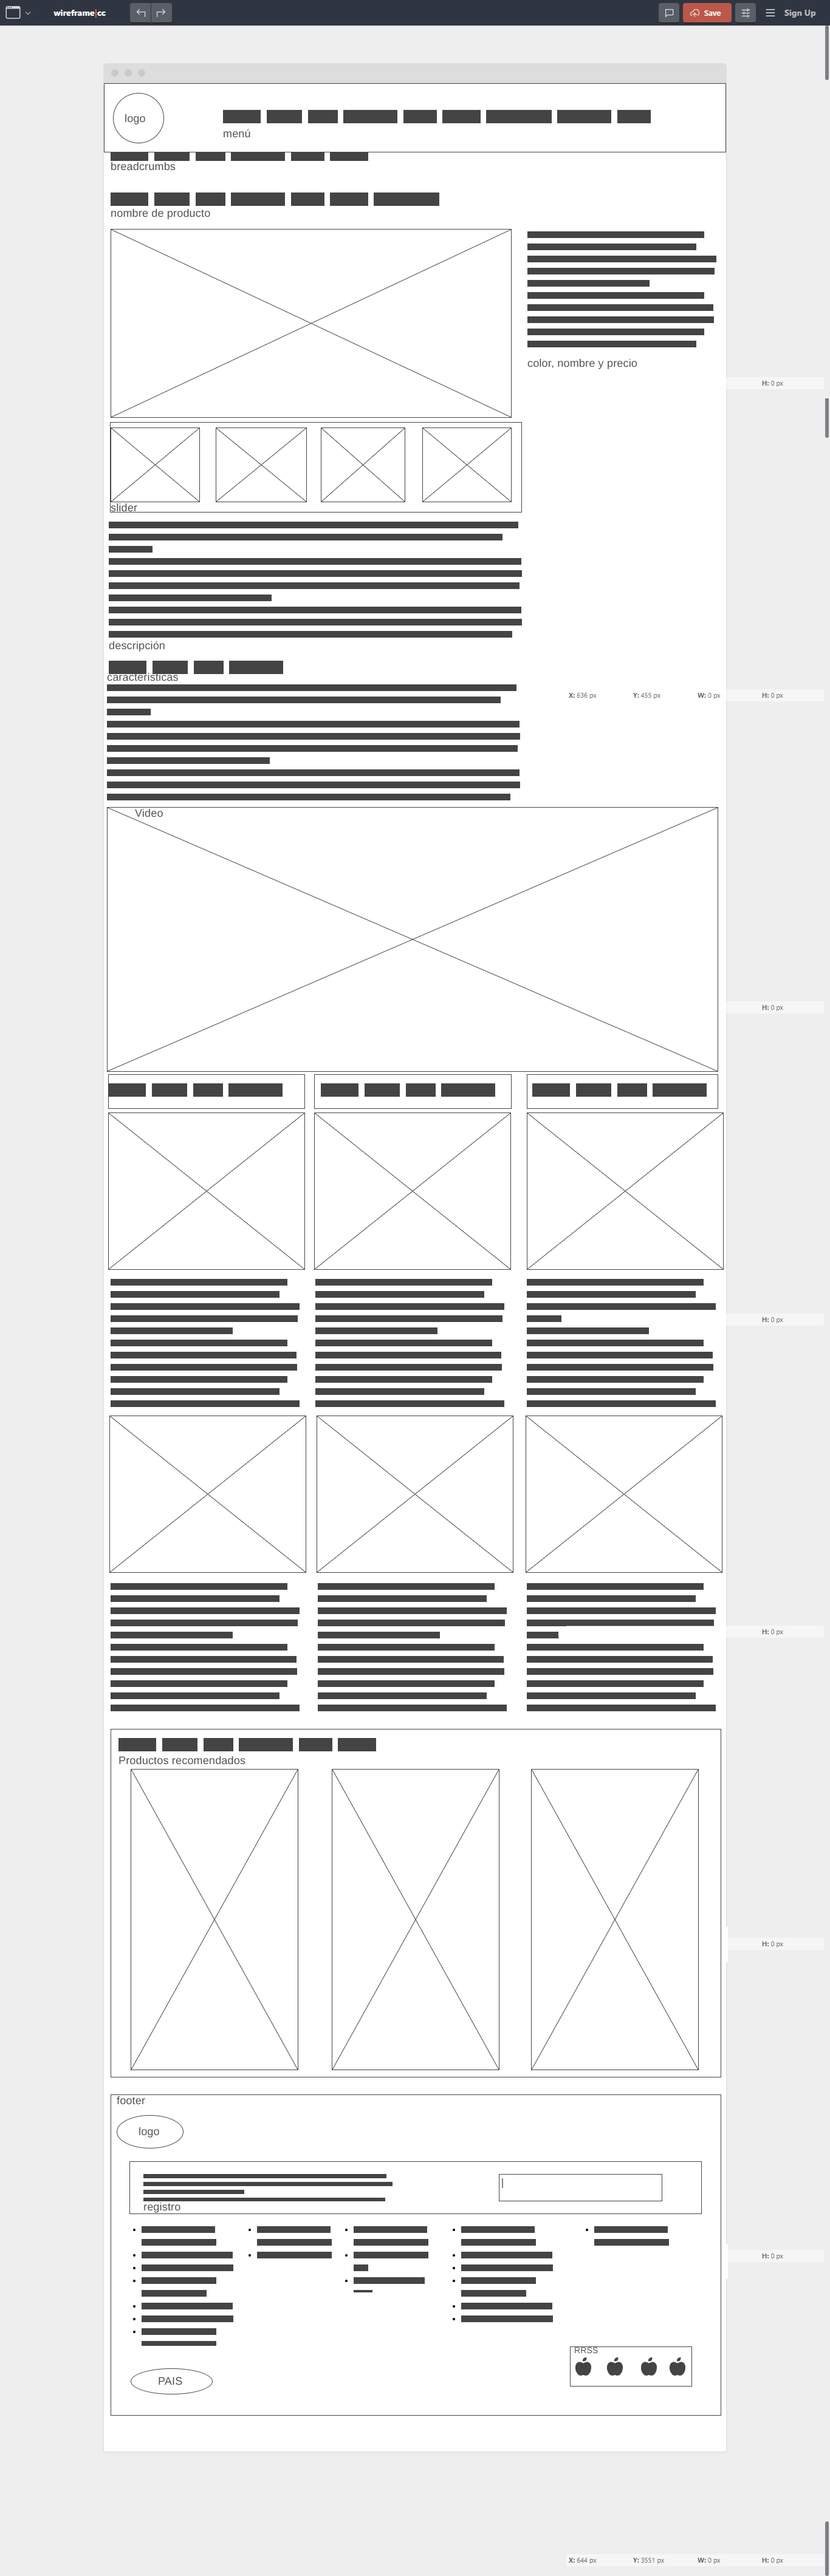 wireframe|cc
Save
Sign Up
logo
menú
breadcrumbs
nombre de producto
color, nombre y precio
H: 0 px
slider
descripción
características
X: 636 px Y: 455 px W: 0 px H: 0 px
Video
H: 0 px
H: 0 px
H: 0 px
Productos recomendados
H: 0 px
footer
logo
registro
H: 0 px
RRSS
PAIS
X: 644 px Y: 3551 px W: 0 px H: 0 px